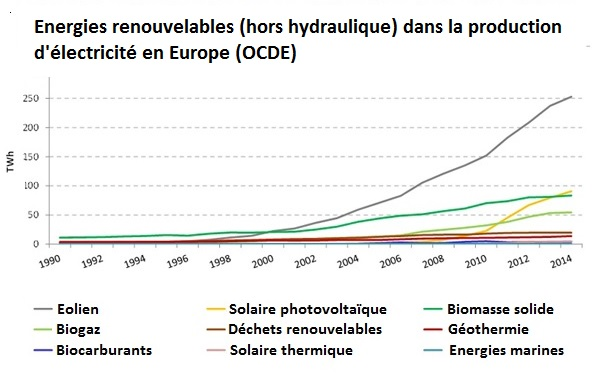 Energies renouvelables (hors hydraulique) dans la production
d'électricité en Europe (OCDE)
250
200
150
100
50
0
TWh
1990 1992 1994 1996 1998 2000 2002 2004 2006 2008 2010 2012 2014
Eolien Solaire photovoltaïque Biomasse solide
Biogaz Déchets renouvelables Géothermie
Biocarburants Solaire thermique Energies marines